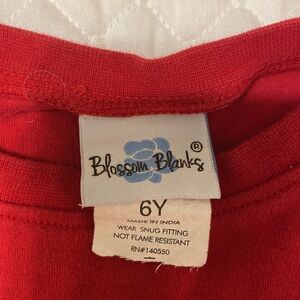 Blossom Blanks®
6Y
MADE IN INDIA
WEAR SNUG FITTING
NOT FLAME RESISTANT
RN#140550